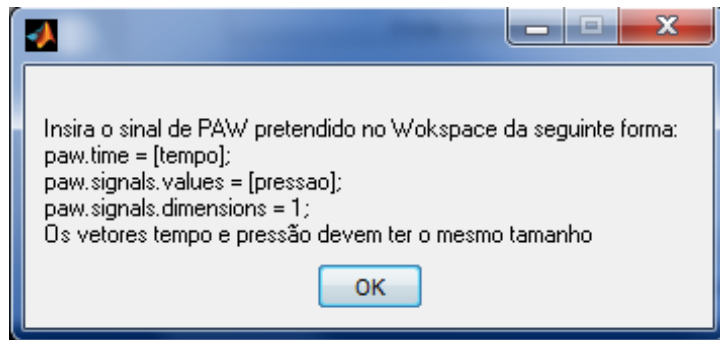 Insira o sinal de PAW pretendido no Wokspace da seguinte forma:
paw.time = [tempo];
paw.signals.values = [pressao];
paw.signals.dimensions = 1;
Os vetores tempo e pressão devem ter o mesmo tamanho
OK